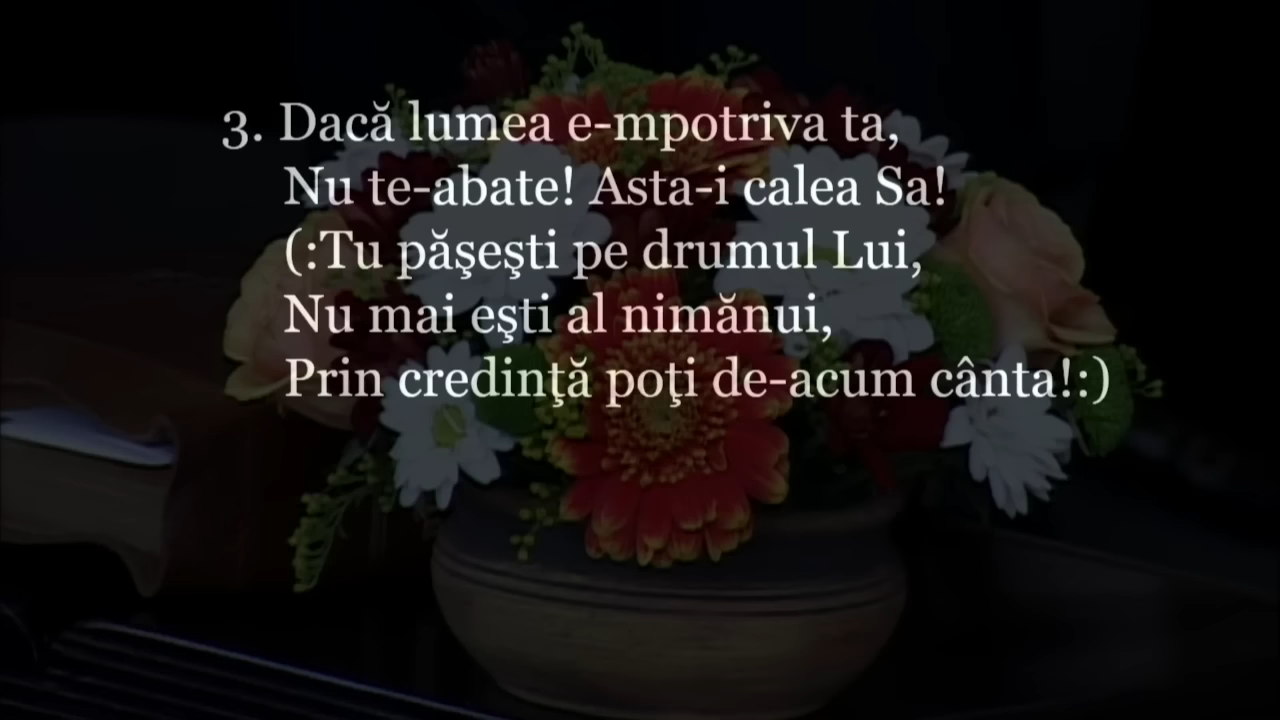 3. Dacă lumea e-mpotriva ta,
Nu te-abate! Asta-i calea Sa!
(:Tu păşeşti pe drumul Lui,
Nu mai eşti al nimănui,
Prin credinţă poţi de-acum cânta!:)